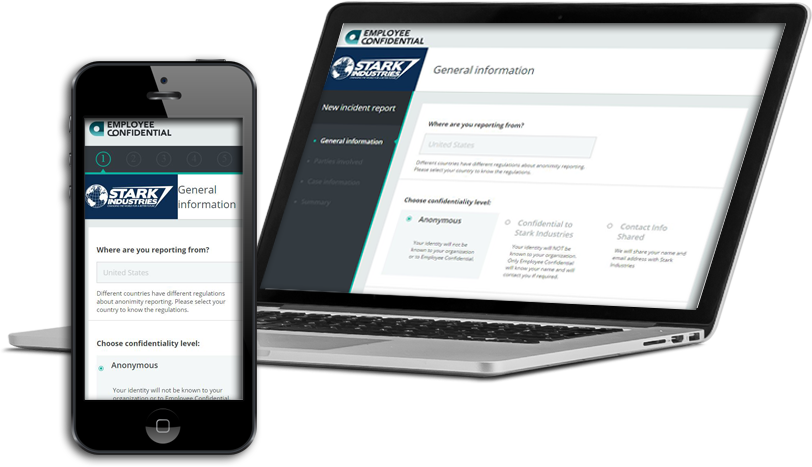 EMPLOYEE
CONFIDENTIAL
STARK
INDUSTRIES
General information
New incident report
General information
Parties involved
Case information
Summary
Where are you reporting from?
United States
Different countries have different regulations about anonimity reporting.
Please select your country to know the regulations.
Choose confidentiality level:
Anonymous
Your identity will not be
known to your organization
or to Employee Confidential.
Confidential to
Stark Industries
Your identity will NOT be
known to your organization.
Only Employee Confidential
will know your name and will
contact you if required.
Contact Info
Shared
We will share your name and
email address with Stark
Industries
EMPLOYEE
CONFIDENTIAL
1 2 3 4 5
STARK
INDUSTRIES
General
information
Where are you reporting from?
United States
Different countries have different regulations
about anonimity reporting. Please select your
country to know the regulations.
Choose confidentiality level:
Anonymous
Your identity will not be known to your
organization or to Employee Confidential.